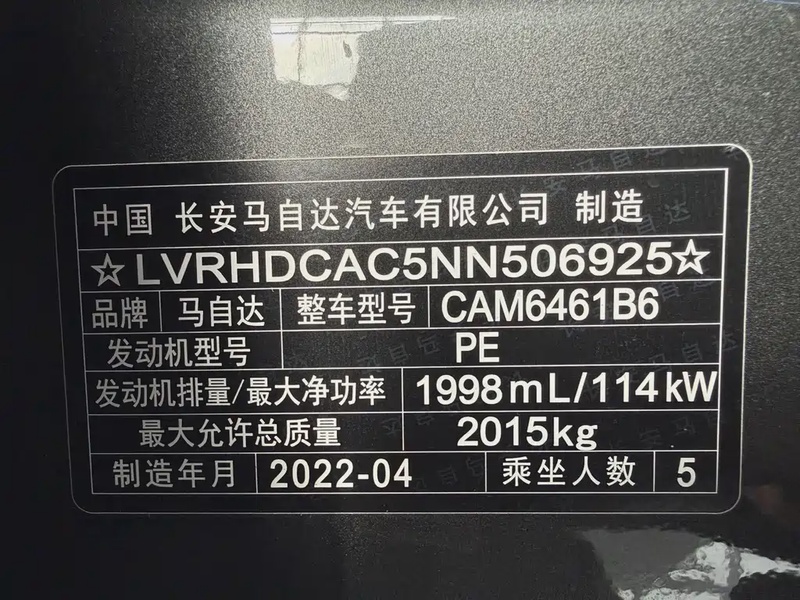 中国 长安马自达汽车有限公司 制造
☆LVRHDCAC5NN506925☆
品牌 马自达 整车型号 CAM6461B6
发动机型号 PE
发动机排量/最大净功率 1998mL/114kW
最大允许总质量 2015kg
制造年月 2022-04 乘坐人数 5